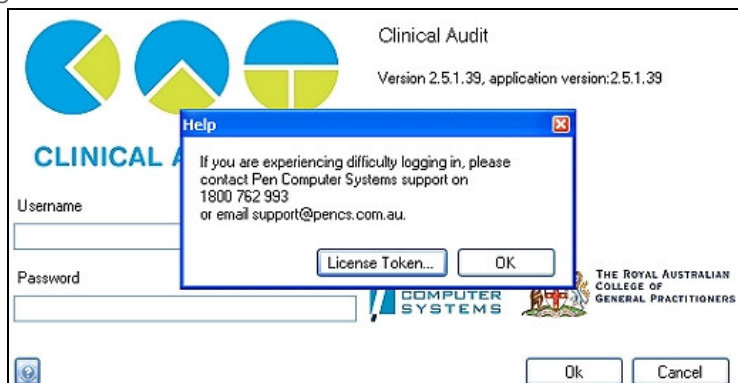 Clinical Audit
Version 2.5.1.39, application version:2.5.1.39
Help
CLINICAL
If you are experiencing difficulty logging in, please
contact Pen Computer Systems support on
1800 762 993
or email support@pencs.com.au.
Username
License Token...
OK
Password
COMPUTER
SYSTEMS
THE ROYAL AUSTRALIAN
COLLEGE OF
GENERAL PRACTITIONERS
Ok
Cancel